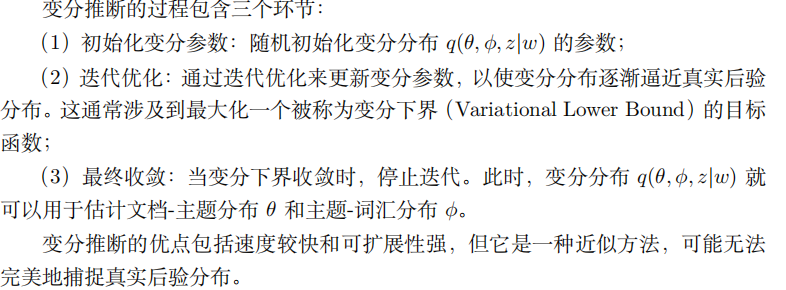 变分推断的过程包含三个环节：
（1）初始化变分参数：随机初始化变分分布 q(θ, ϕ, z|w) 的参数；
（2）迭代优化：通过迭代优化来更新变分参数，以使变分分布逐渐逼近真实后验
分布。这通常涉及到最大化一个被称为变分下界（Variational Lower Bound）的目标
函数；
（3）最终收敛：当变分下界收敛时，停止迭代。此时，变分分布 q(θ, ϕ, z|w) 就
可以用于估计文档-主题分布 θ 和主题-词汇分布 ϕ。
变分推断的优点包括速度较快和可扩展性强，但它是一种近似方法，可能无法
完美地捕捉真实后验分布。